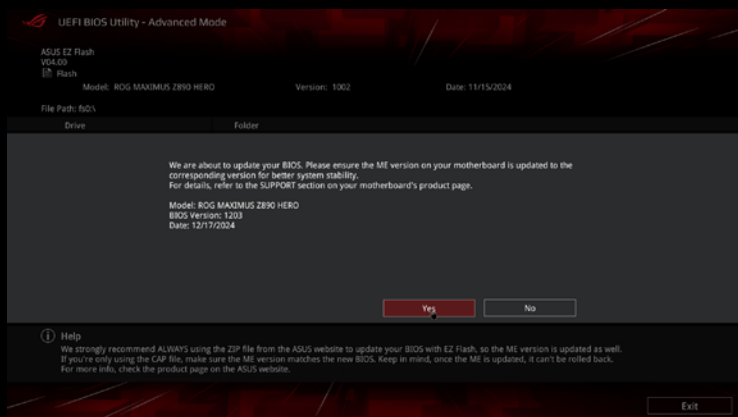 UEFI BIOS Utility - Advanced Mode
ASUS EZ Flash
V04.00
Flash
Model: ROG MAXIMUS Z890 HERO Version: 1002 Date: 11/15/2024
File Path: fs0:\
Drive Folder
We are about to update your BIOS. Please ensure the ME version on your motherboard is updated to the
corresponding version for better system stability.
For details, refer to the SUPPORT section on your motherboard's product page.
Model: ROG MAXIMUS Z890 HERO
BIOS Version: 1203
Date: 12/17/2024
Yes No
Help
We strongly recommend ALWAYS using the ZIP file from the ASUS website to update your BIOS with EZ Flash, so the ME version is updated as well.
If you're only using the CAP file, make sure the ME version matches the new BIOS. Keep in mind, once the ME is updated, it can't be rolled back.
For more info, check the product page on the ASUS website.
Exit